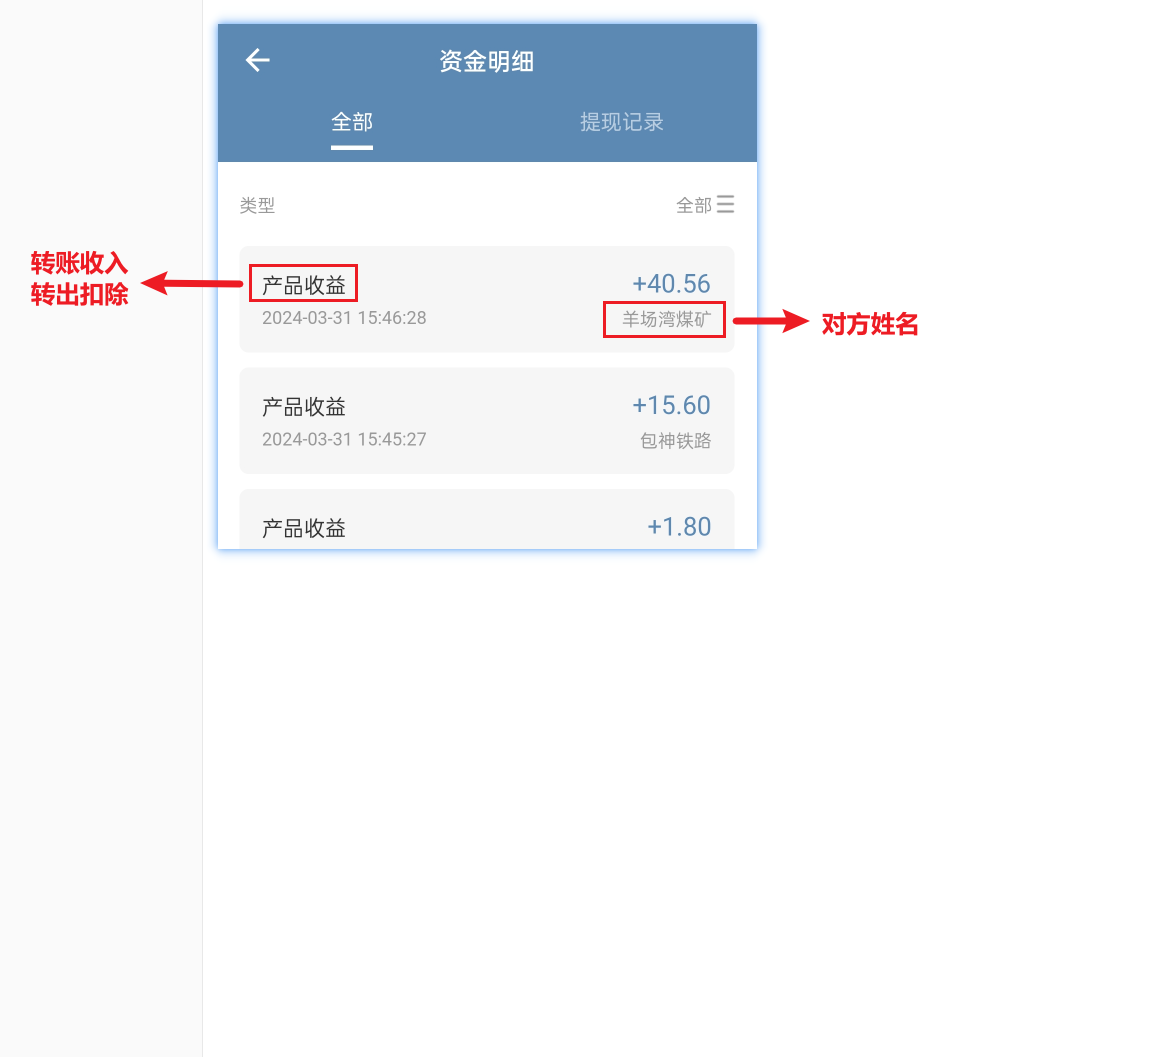 资金明细
全部
提现记录
类型
全部
转账收入
转出扣除
产品收益
+40.56
2024-03-31 15:46:28
羊场湾煤矿
对方姓名
产品收益
+15.60
2024-03-31 15:45:27
包神铁路
产品收益
+1.80